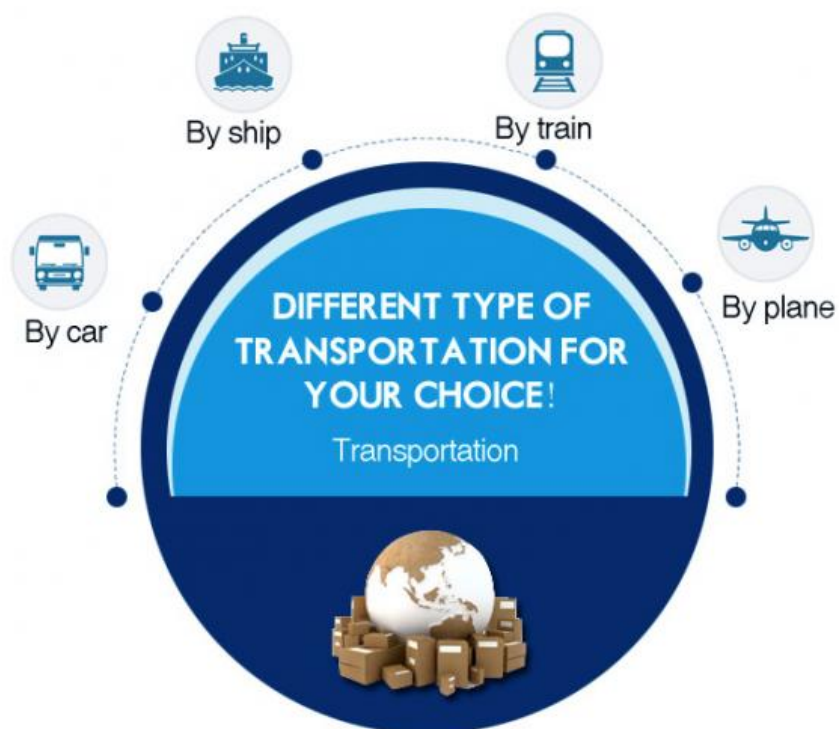 By ship
By train
By car
By plane
DIFFERENT TYPE OF
TRANSPORTATION FOR
YOUR CHOICE!
Transportation